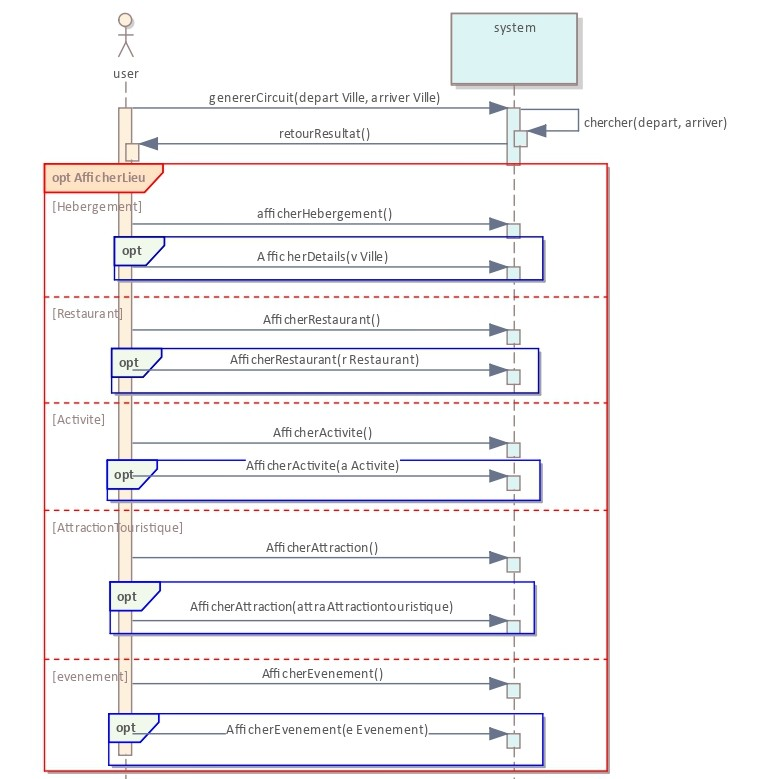 system
user
genererCircuit(depart Ville, arriver Ville)
chercher(depart, arriver)
retourResultat()
opt AfficherLieu
[Hebergement]
afficherHebergement()
opt
AfficherDetails(v Ville)
[Restaurant]
AfficherRestaurant()
opt
AfficherRestaurant(r Restaurant)
[Activite]
AfficherActivite()
opt
AfficherActivite(a Activite)
[AttractionTouristique]
AfficherAttraction()
opt
AfficherAttraction(attra Attractiontouristique)
[evenement]
AfficherEvenement()
opt
AfficherEvenement(e Evenement)